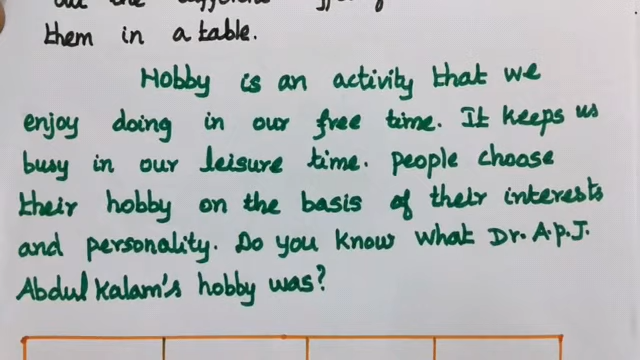 them in a table.
Hobby is an activity that we
enjoy doing in our free time. It keeps us
busy in our leisure time. people choose
their hobby on the basis of their interests
and personality. Do you know what Dr. A.p.J.
Abdul Kalam's hobby was?